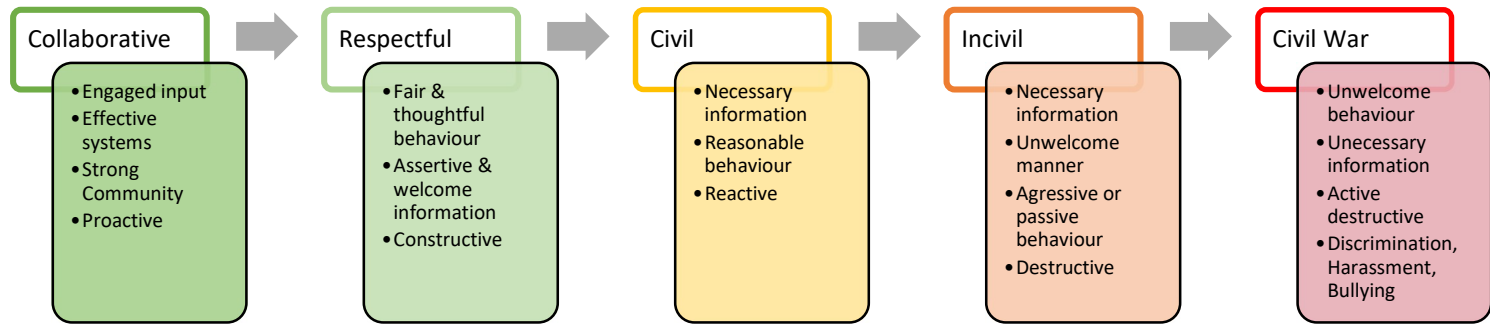 Collaborative
• Engaged input
• Effective
systems
• Strong
Community
• Proactive
Respectful
• Fair &
thoughtful
behaviour
• Assertive &
welcome
information
• Constructive
Civil
• Necessary
information
• Reasonable
behaviour
• Reactive
Incivil
• Necessary
information
• Unwelcome
manner
• Agressive or
passive
behaviour
• Destructive
Civil War
• Unwelcome
behaviour
• Unecessary
information
• Active
destructive
• Discrimination,
Harassment,
Bullying